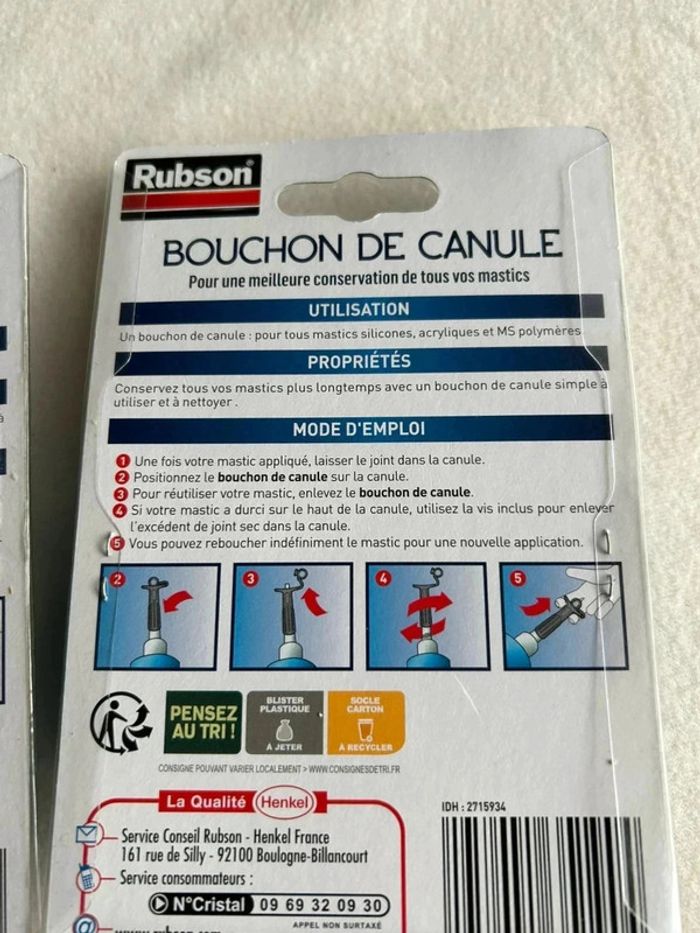 Rubson®
BOUCHON DE CANULE
Pour une meilleure conservation de tous vos mastics
UTILISATION
Un bouchon de canule : pour tous mastics silicones, acryliques et MS polymères
PROPRIÉTÉS
Conservez tous vos mastics plus longtemps avec un bouchon de canule simple à
utiliser et à nettoyer .
MODE D'EMPLOI
1 Une fois votre mastic appliqué, laisser le joint dans la canule.
2 Positionnez le bouchon de canule sur la canule.
3 Pour réutiliser votre mastic, enlevez le bouchon de canule.
4 Si votre mastic a durci sur le haut de la canule, utilisez la vis inclus pour enlever
l'excédent de joint sec dans la canule.
5 Vous pouvez reboucher indéfiniment le mastic pour une nouvelle application.
2 3 4 5
PENSEZ
AU TRI !
BLISTER
PLASTIQUE
À JETER
SOCLE
CARTON
À RECYCLER
CONSIGNE POUVANT VARIER LOCALEMENT > WWW.CONSIGNESDETRI.FR
La Qualité Henkel
IDH : 2715934
Service Conseil Rubson - Henkel France
161 rue de Silly - 92100 Boulogne-Billancourt
Service consommateurs :
N°Cristal 09 69 32 09 30
APPEL NON SURTAXÉ
@ www.rubson.com